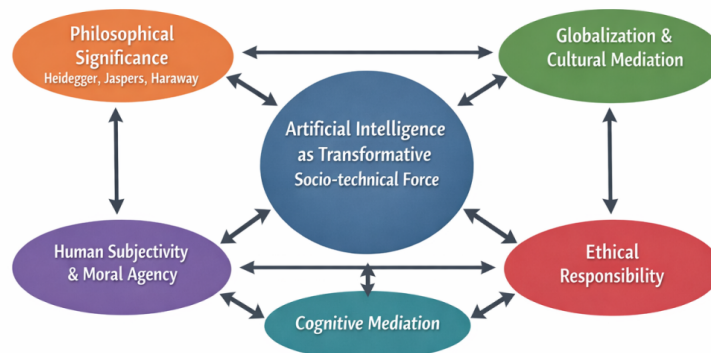 Philosophical
Significance
Heidegger, Jaspers, Haraway
Globalization &
Cultural Mediation
Artificial Intelligence
as Transformative
Socio-technical Force
Human Subjectivity
& Moral Agency
Ethical
Responsibility
Cognitive Mediation